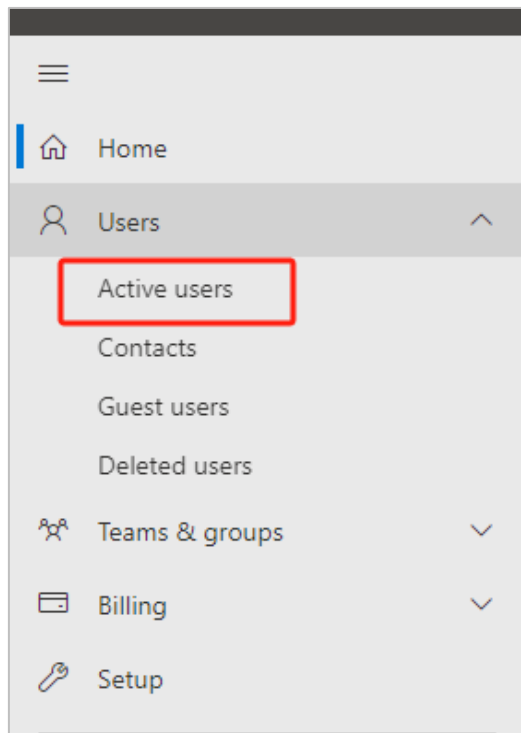 Home
Users
Active users
Contacts
Guest users
Deleted users
Teams & groups
Billing
Setup